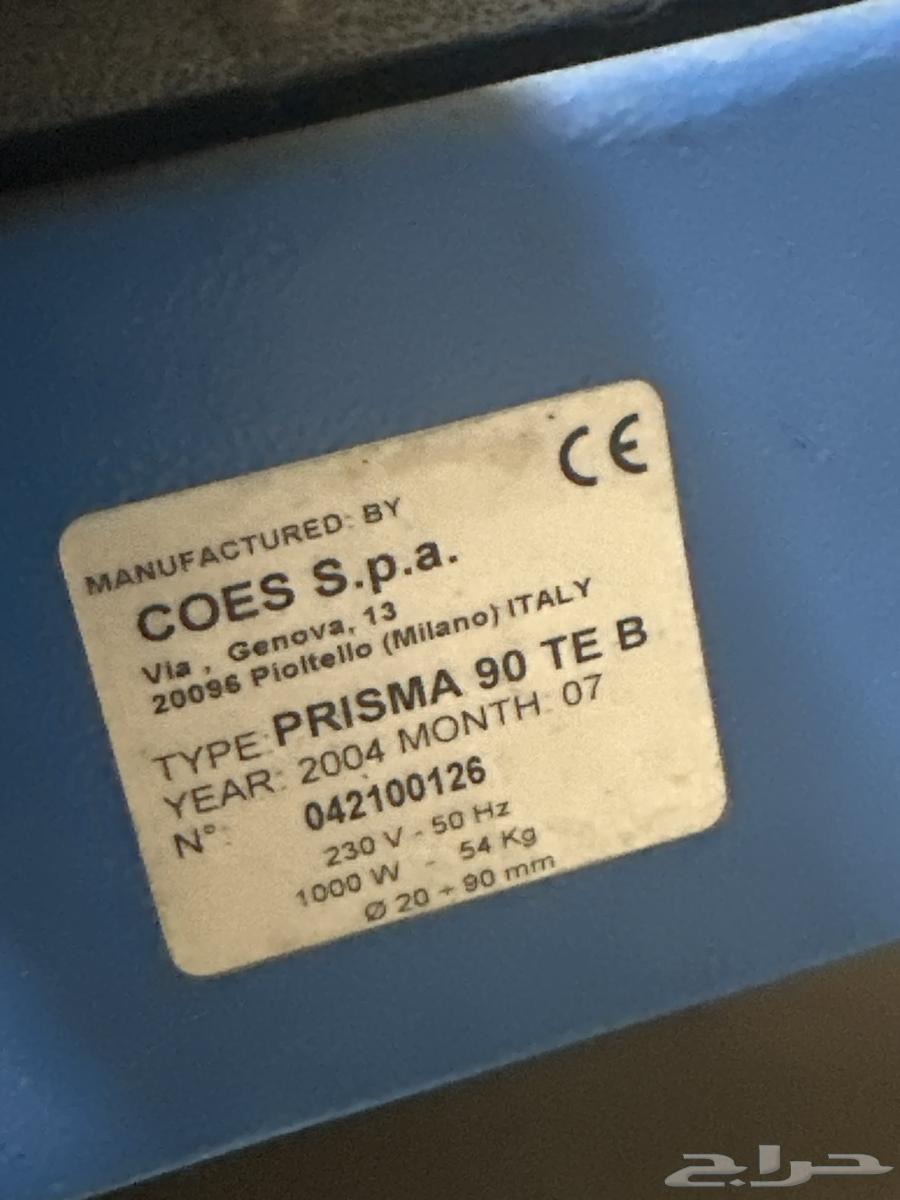 CE
MANUFACTURED: BY
COES S.p.a.
Via , Genova, 13
20096 Pioltello (Milano) ITALY
TYPE: PRISMA 90 TE B
YEAR: 2004 MONTH: 07
N°: 042100126
230 V - 50 Hz
1000 W - 54 Kg
Ø 20 ÷ 90 mm
حراج